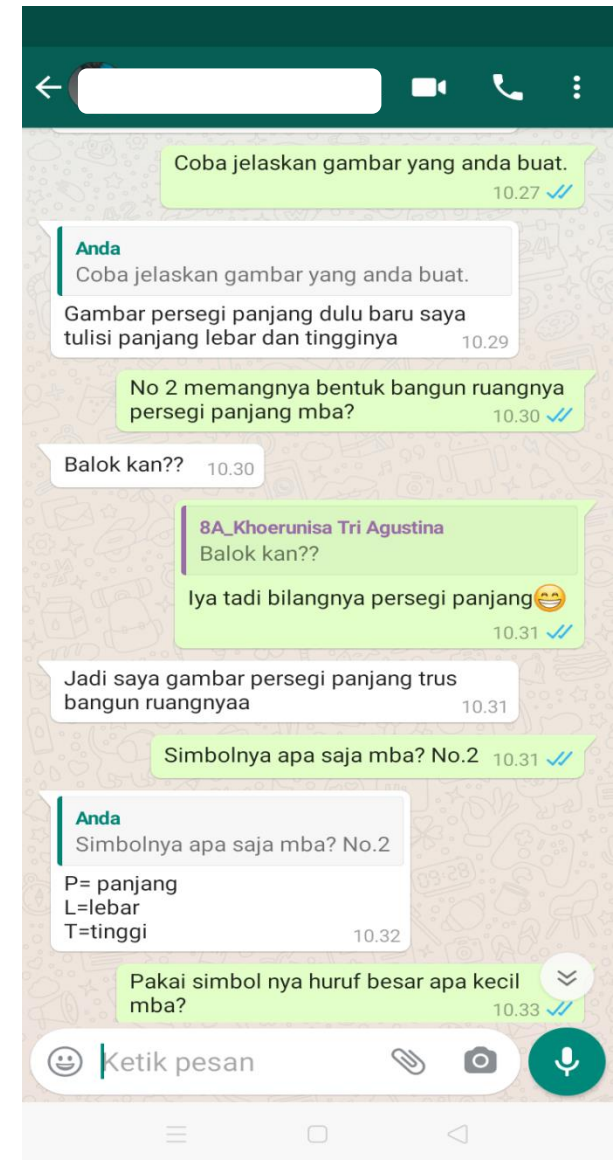 Coba jelaskan gambar yang anda buat.
10.27
Anda
Coba jelaskan gambar yang anda buat.
Gambar persegi panjang dulu baru saya
tulisi panjang lebar dan tingginya
10.29
No 2 memangnya bentuk bangun ruangnya
persegi panjang mba?
10.30
Balok kan??
10.30
8A_Khoerunisa Tri Agustina
Balok kan??
Iya tadi bilangnya persegi panjang😁
10.31
Jadi saya gambar persegi panjang trus
bangun ruangnyaa
10.31
Simbolnya apa saja mba? No.2
10.31
Anda
Simbolnya apa saja mba? No.2
P= panjang
L=lebar
T=tinggi
10.32
Pakai simbol nya huruf besar apa kecil
mba?
10.33
Ketik pesan